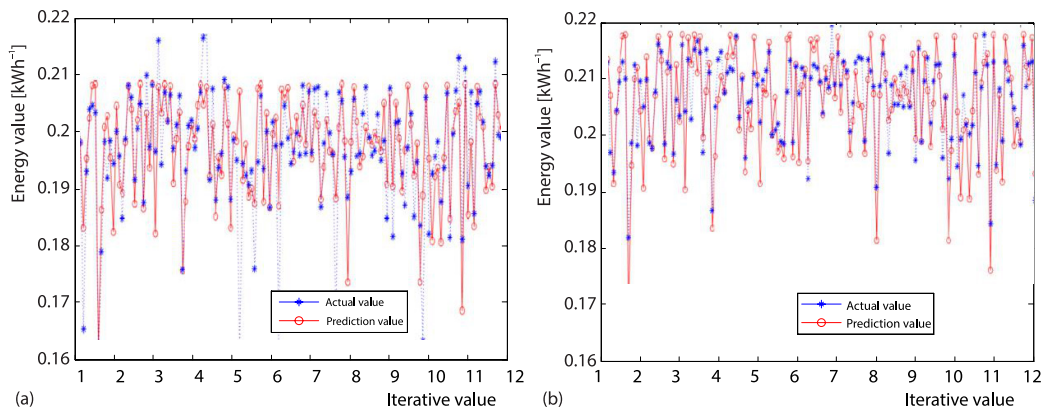 0.22
0.21
0.20
0.19
0.18
0.17
0.16
Energy value [kWh⁻¹]
Actual value
Prediction value
1 2 3 4 5 6 7 8 9 10 11 12
Iterative value
(a)
0.22
0.21
0.20
0.19
0.18
0.17
0.16
Energy value [kWh⁻¹]
Actual value
Prediction value
1 2 3 4 5 6 7 8 9 10 11 12
Iterative value
(b)